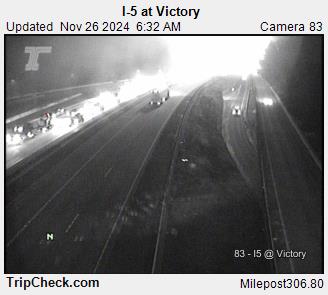 I-5 at Victory
Updated Nov 26 2024 6:32 AM Camera 83
T
N
83 - I5 @ Victory
TripCheck.com Milepost306.80